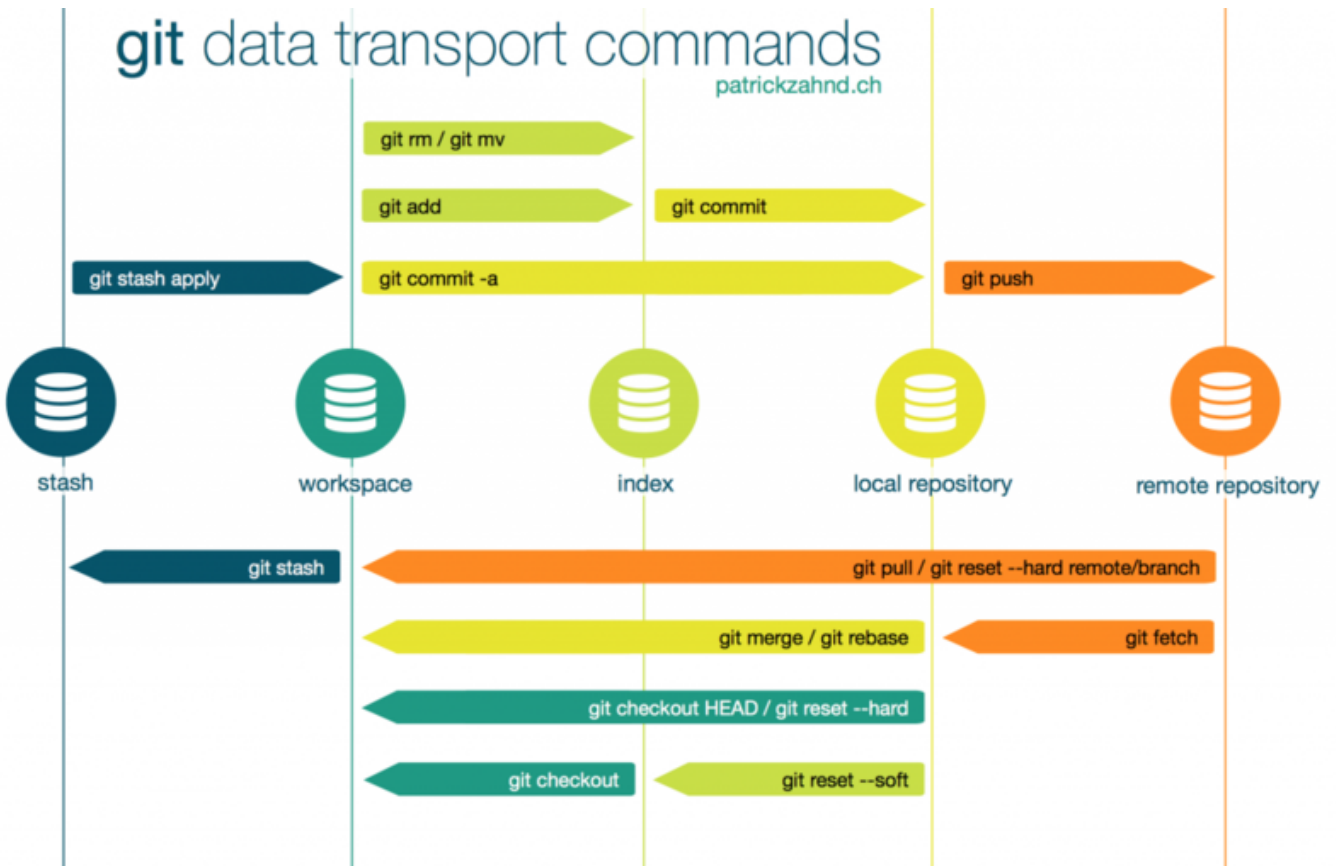 git data transport commands
patrickzahnd.ch
git rm / git mv
git add
git commit
git stash apply
git commit -a
git push
stash
workspace
index
local repository
remote repository
git stash
git pull / git reset --hard remote/branch
git merge / git rebase
git fetch
git checkout HEAD / git reset --hard
git checkout
git reset --soft